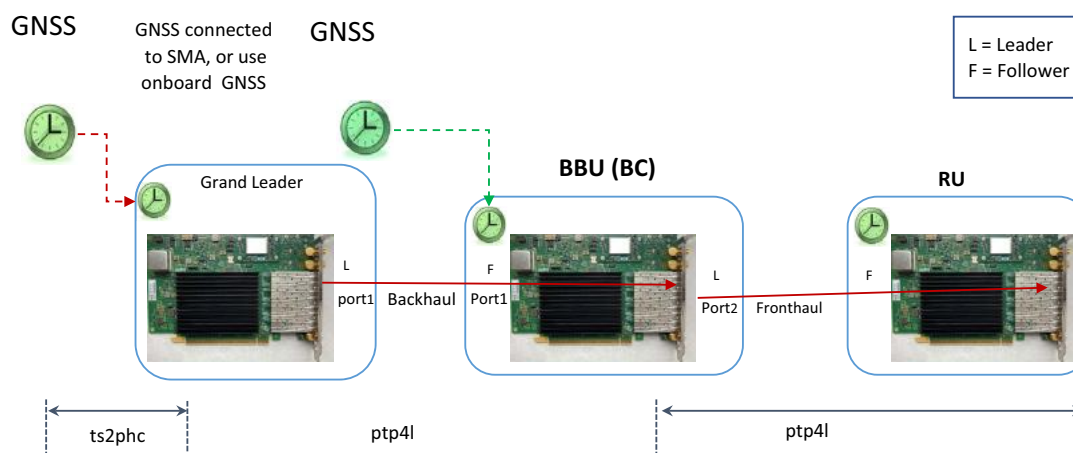 GNSS
GNSS connected
to SMA, or use
onboard GNSS
GNSS
L = Leader
F = Follower
Grand Leader
BBU (BC)
RU
L
port1
Backhaul
F
Port1
L
Port2
Fronthaul
F
ts2phc
ptp4l
ptp4l